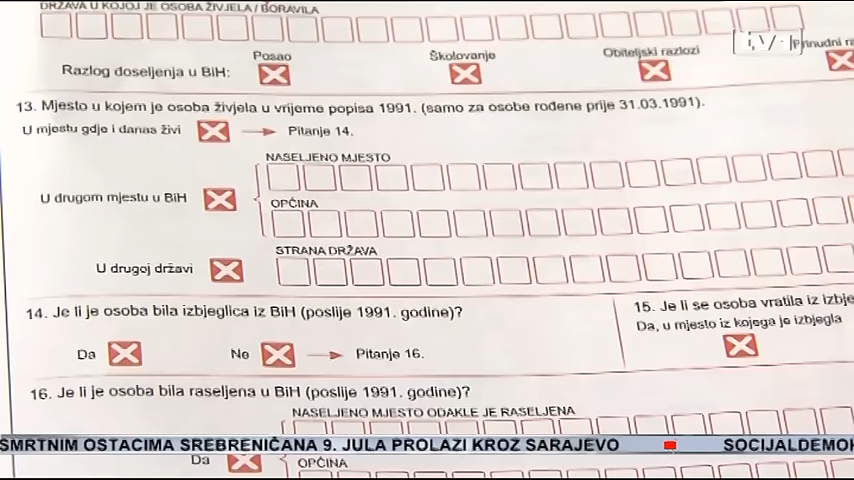 DRŽAVA U KOJOJ JE OSOBA ŽIVJELA / BORAVILA
Razlog doseljenja u BiH: Posao Školovanje Obiteljski razlozi Prinudni
13. Mjesto u kojem je osoba živjela u vrijeme popisa 1991. (samo za osobe rođene prije 31.03.1991).
U mjestu gdje i danas živi Pitanje 14.
NASELJENO MJESTO
U drugom mjestu u BiH
OPĆINA
STRANA DRŽAVA
U drugoj državi
14. Je li je osoba bila izbjeglica iz BiH (poslije 1991. godine)?
Da Ne Pitanje 16.
15. Je li se osoba vratila iz izbje
Da, u mjesto iz kojega je izbjegla
16. Je li je osoba bila raseljena u BiH (poslije 1991. godine)?
NASELJENO MJESTO ODAKLE JE RASELJENA
SMRTNIM OSTACIMA SREBRENIČANA 9. JULA PROLAZI KROZ SARAJEVO SOCIJALDEMOK
Da
OPĆINA